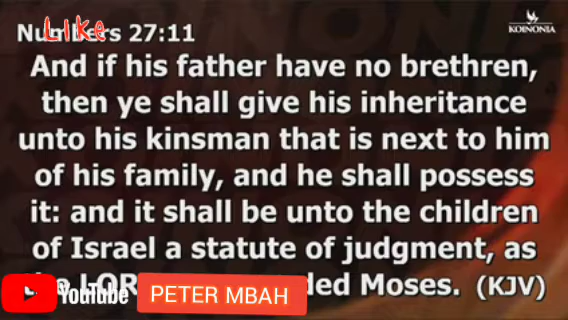 Like
Numbers 27:11
KOINONIA
And if his father have no brethren,
then ye shall give his inheritance
unto his kinsman that is next to him
of his family, and he shall possess
it: and it shall be unto the children
of Israel a statute of judgment, as
LOR ded Moses. (KJV)
YouTube
PETER MBAH